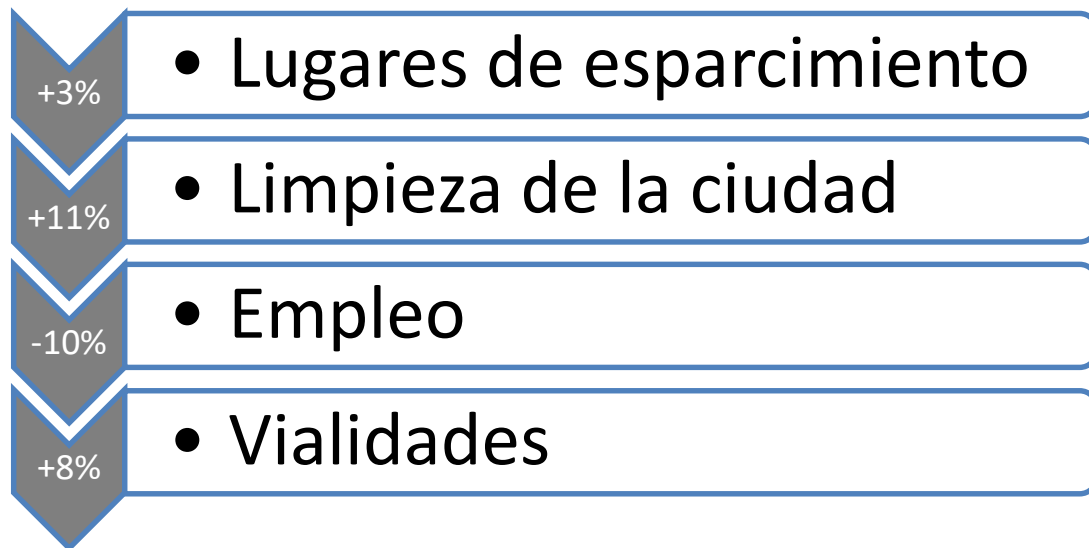 +3%
• Lugares de esparcimiento
+11%
• Limpieza de la ciudad
-10%
• Empleo
+8%
• Vialidades